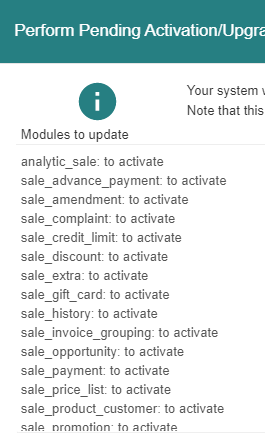 Perform Pending Activation/Upgra
Your system
Note that this
Modules to update
analytic_sale: to activate
sale_advance_payment: to activate
sale_amendment: to activate
sale_complaint: to activate
sale_credit_limit: to activate
sale_discount: to activate
sale_extra: to activate
sale_gift_card: to activate
sale_history: to activate
sale_invoice_grouping: to activate
sale_opportunity: to activate
sale_payment: to activate
sale_price_list: to activate
sale_product_customer: to activate
sale_promotion: to activate